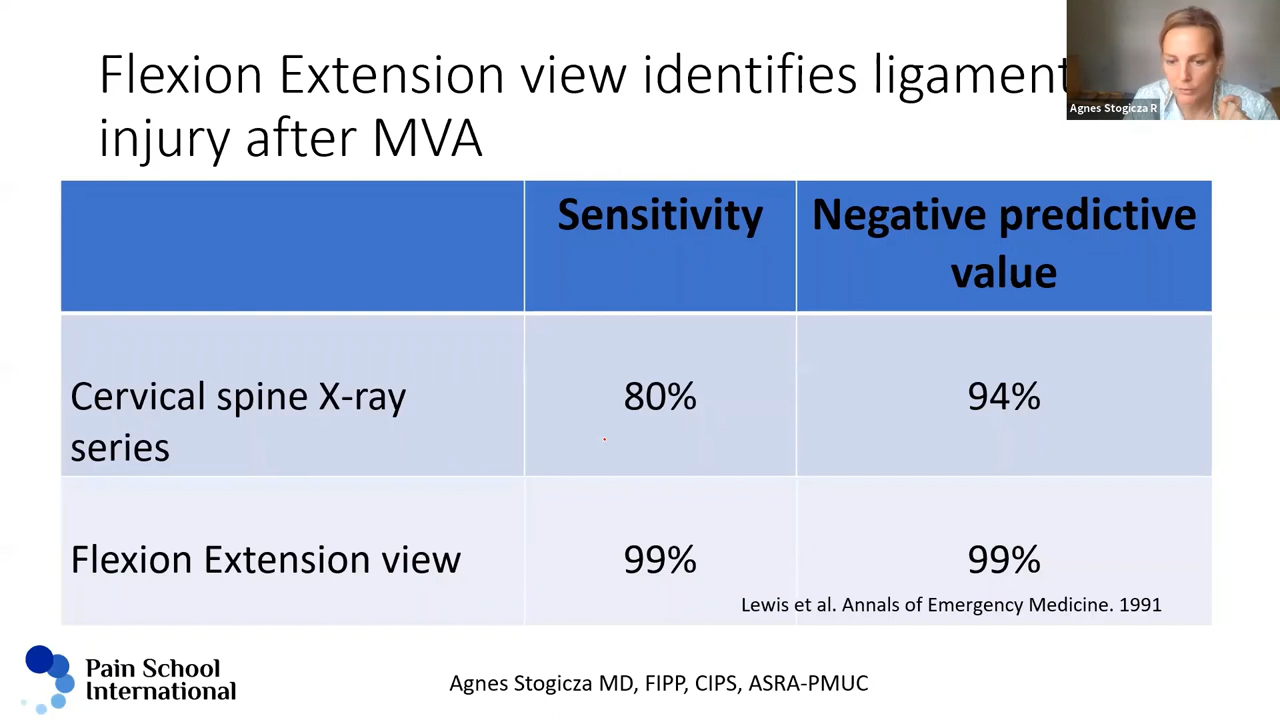 Flexion Extension view identifies ligament
injury after MVA
Agnes Stogicza R
Sensitivity
Negative predictive
value
Cervical spine X-ray
series
80%
94%
Flexion Extension view
99%
99%
Lewis et al. Annals of Emergency Medicine. 1991
Pain School
International
Agnes Stogicza MD, FIPP, CIPS, ASRA-PMUC